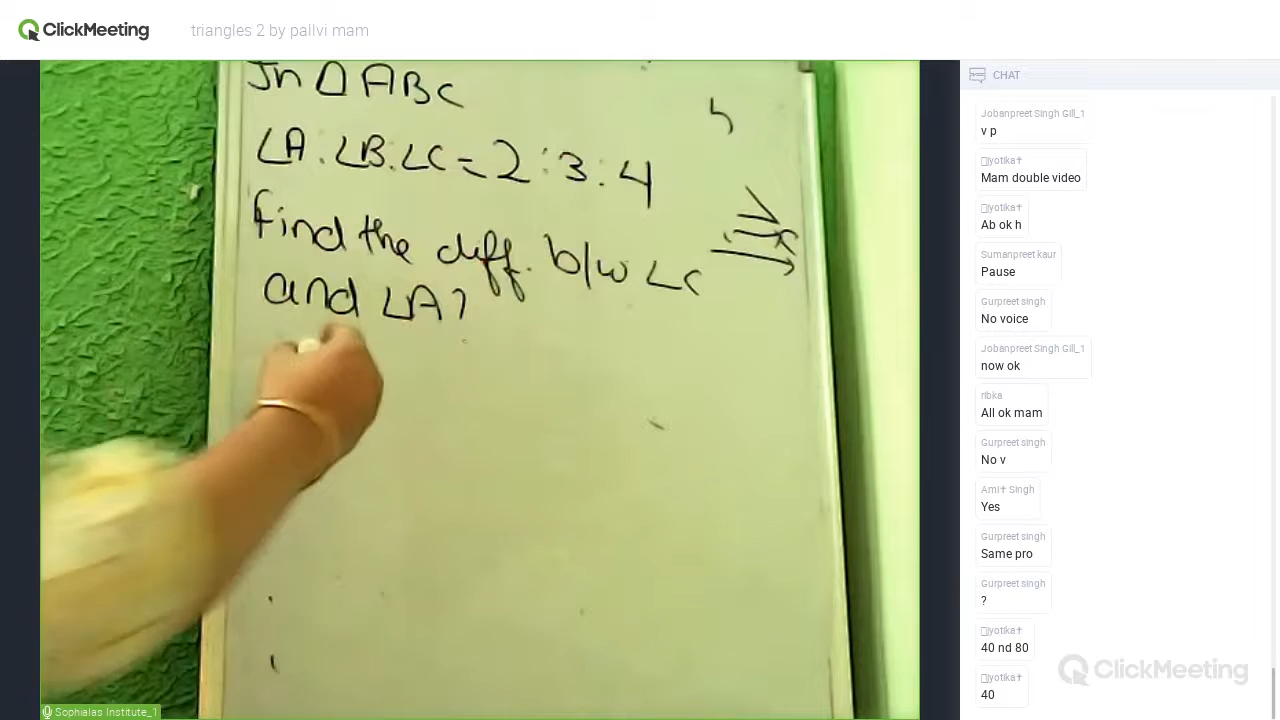 ClickMeeting
triangles 2 by pallvi mam
In △ ABC
∠A:∠B:∠C = 2:3:4
find the diff. b/w ∠C
and ∠A?
Sophialas Institute_1
CHAT
Jobanpreet Singh Gill_1
v p
jyotika✝
Mam double video
jyotika✝
Ab ok h
Sumanpreet kaur
Pause
Gurpreet singh
No voice
Jobanpreet Singh Gill_1
now ok
ribka
All ok mam
Gurpreet singh
No v
Ami✝ Singh
Yes
Gurpreet singh
Same pro
Gurpreet singh
?
jyotika✝
40 nd 80
jyotika✝
40
ClickMeeting